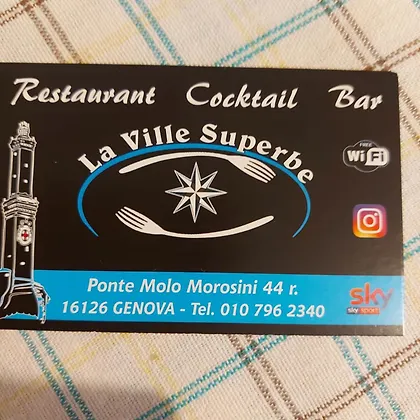 Restaurant Cocktail Bar
La Ville Superbe
FREE
WiFi
Ponte Molo Morosini 44 r.
16126 GENOVA - Tel. 010 796 2340
sky
sky sport